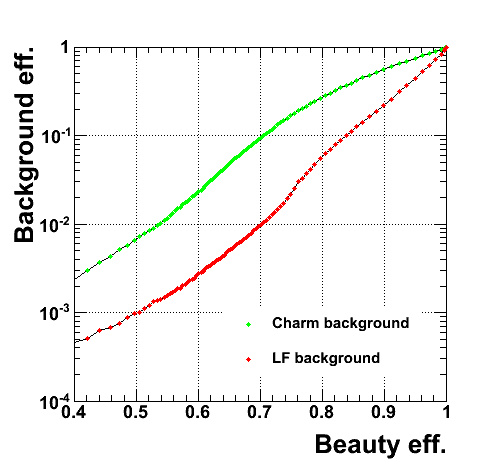 Background eff.
1
10⁻¹
10⁻²
10⁻³
10⁻⁴
Charm background
LF background
0.4 0.5 0.6 0.7 0.8 0.9 1
Beauty eff.